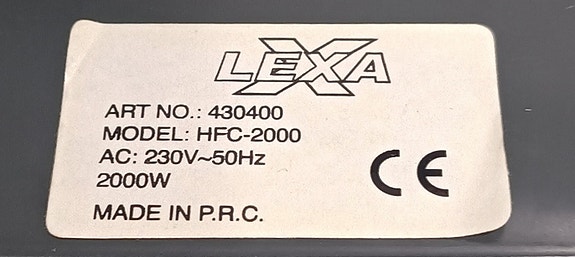 LEXA
ART NO.: 430400
MODEL: HFC-2000
AC: 230V~50Hz
2000W
CE
MADE IN P.R.C.